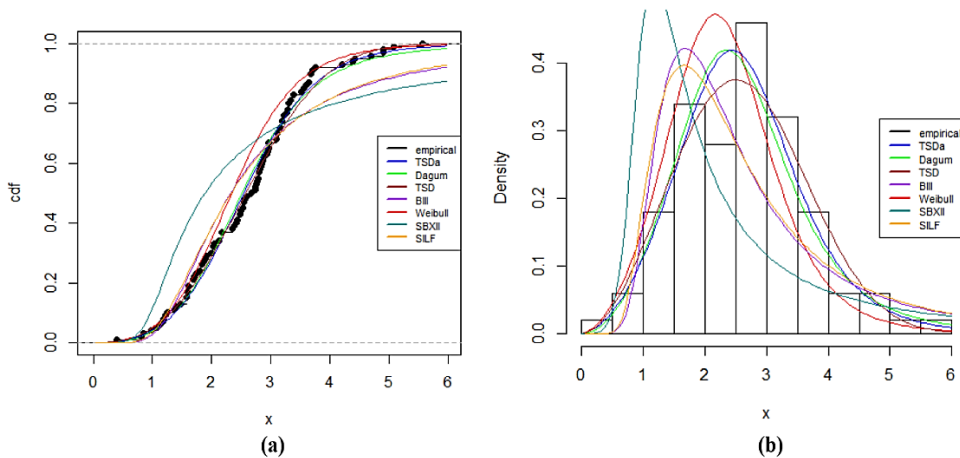 cdf
1.0
0.8
0.6
0.4
0.2
0.0
empirical
TSDa
Dagum
TSD
BIII
Weibull
SBXII
SILF
0 1 2 3 4 5 6
x
(a)
Density
0.4
0.3
0.2
0.1
0.0
empirical
TSDa
Dagum
TSD
BIII
Weibull
SBXII
SILF
0 1 2 3 4 5 6
x
(b)